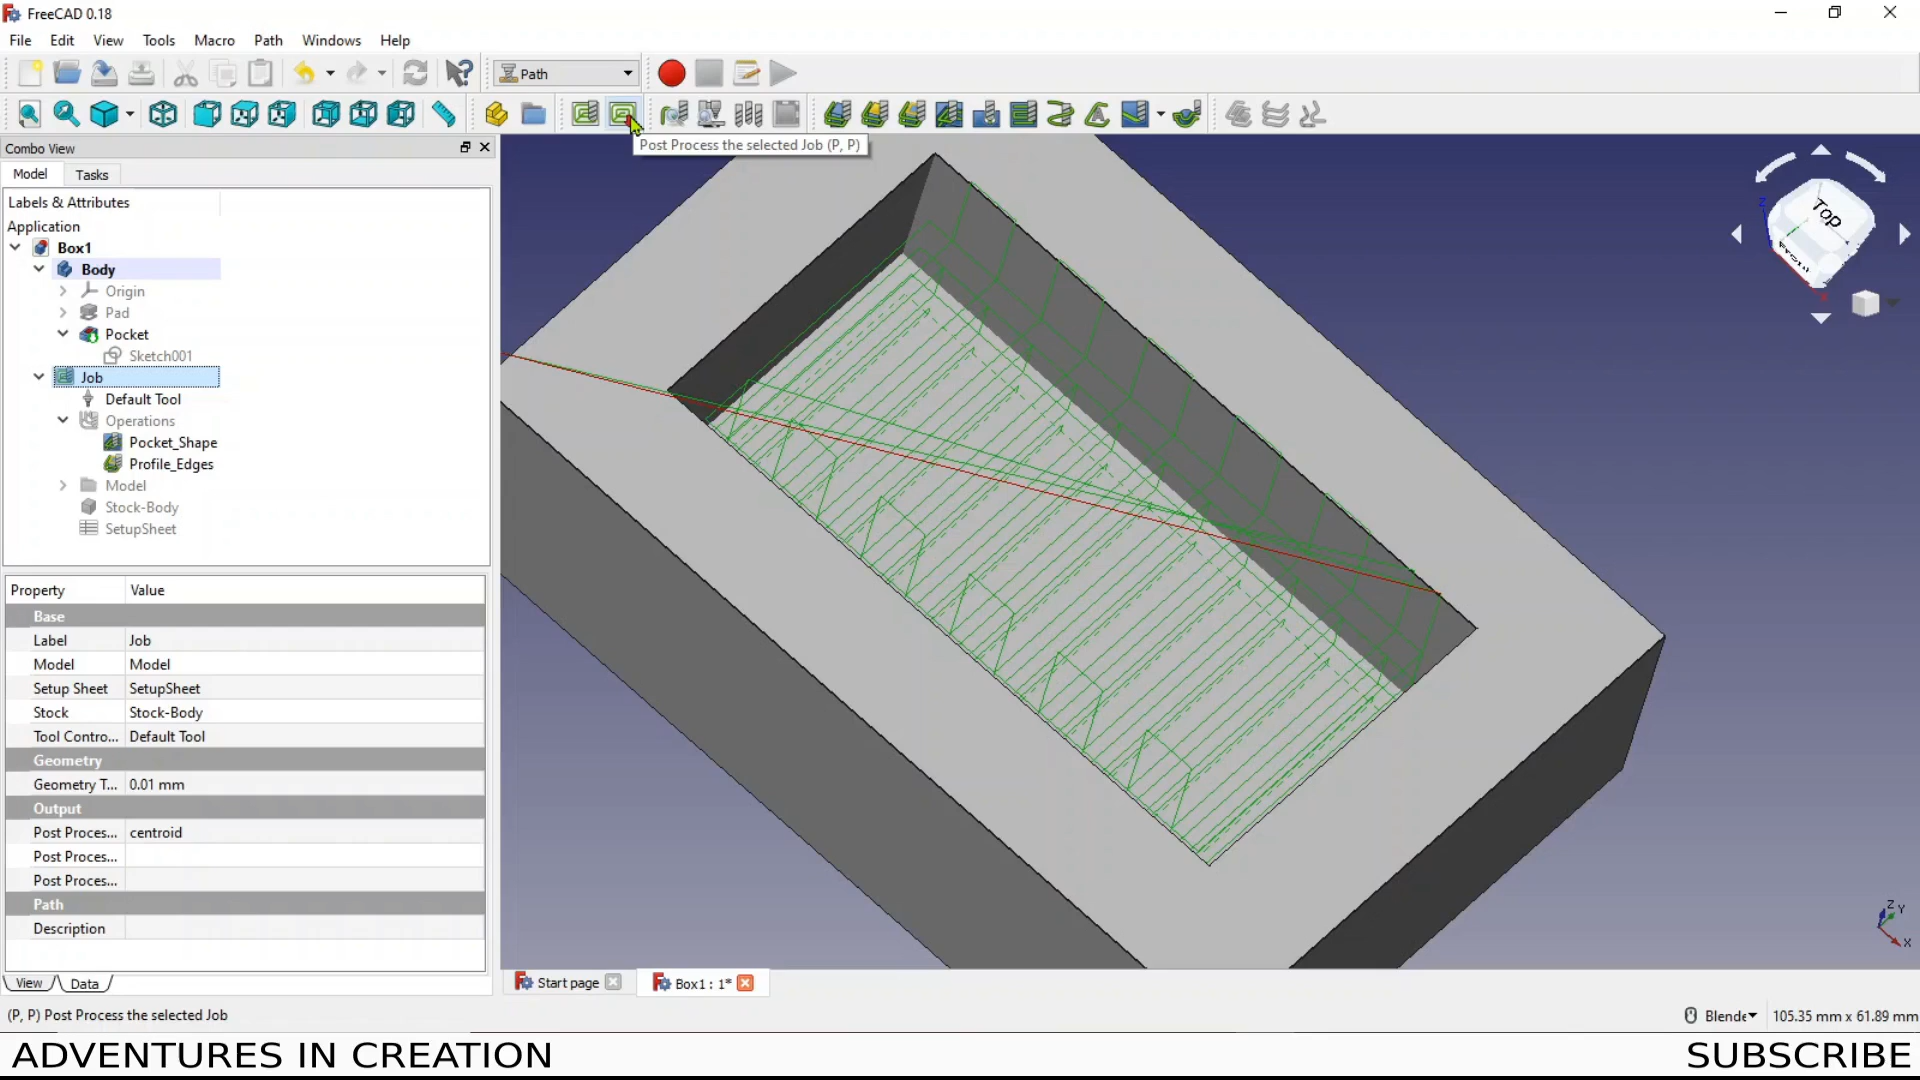 FreeCAD 0.18
File Edit View Tools Macro Path Windows Help
Path
Post Process the selected Job (P, P)
Combo View
Model Tasks
Labels & Attributes
Application
Box1
Body
Origin
Pad
Pocket
Sketch001
Job
Default Tool
Operations
Pocket_Shape
Profile_Edges
Model
Stock-Body
SetupSheet
Property Value
Base
Label Job
Model Model
Setup Sheet SetupSheet
Stock Stock-Body
Tool Contro... Default Tool
Geometry
Geometry T... 0.01 mm
Output
Post Proces... centroid
Post Proces...
Post Proces...
Path
Description
View Data
Top
Front
Z
X
Z
Y
X
Start page Box1 : 1*
(P, P) Post Process the selected Job
Blende 105.35 mm x 61.89 mm
ADVENTURES IN CREATION
SUBSCRIBE